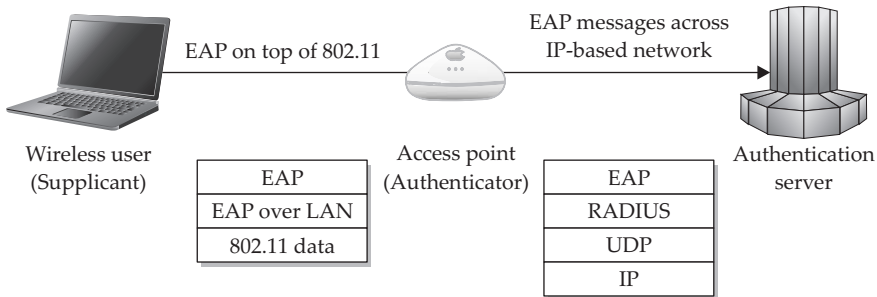 EAP on top of 802.11
EAP messages across
IP-based network
Wireless user
(Supplicant)
Access point
(Authenticator)
Authentication
server
EAP
EAP over LAN
802.11 data
EAP
RADIUS
UDP
IP